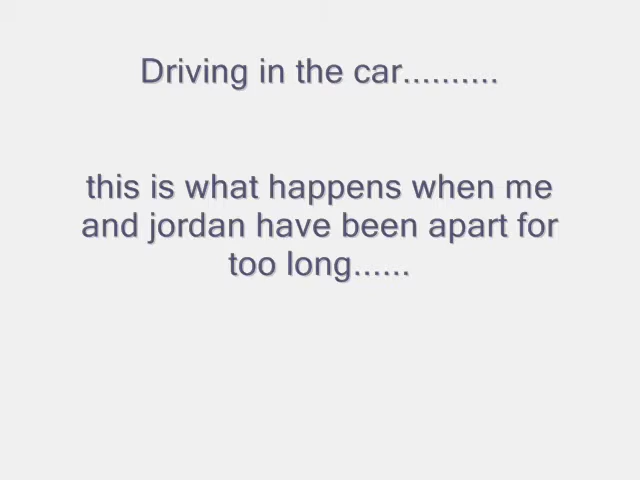 Driving in the car..........
this is what happens when me
and jordan have been apart for
too long......